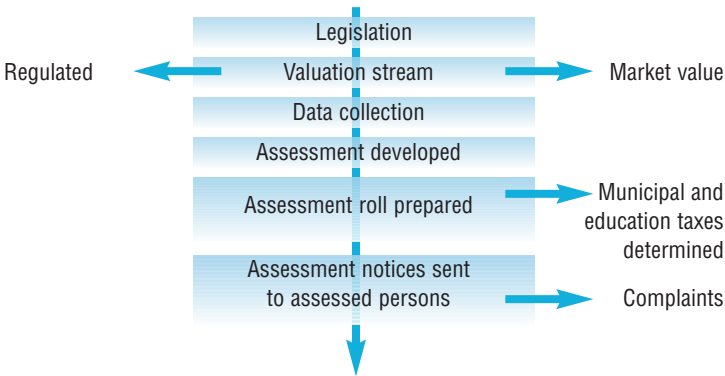 Legislation
Regulated
Valuation stream
Market value
Data collection
Assessment developed
Assessment roll prepared
Municipal and
education taxes
determined
Assessment notices sent
to assessed persons
Complaints